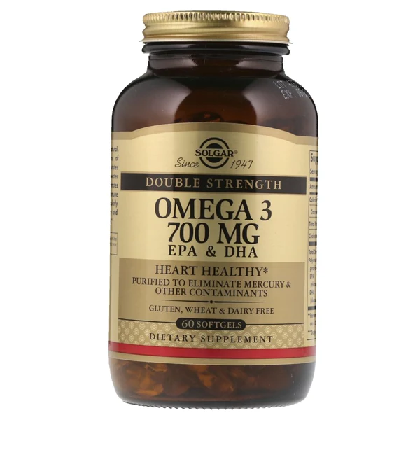 SOLGAR
Since 1947
DOUBLE STRENGTH
OMEGA 3
700 MG
EPA & DHA
HEART HEALTHY*
PURIFIED TO ELIMINATE MERCURY &
OTHER CONTAMINANTS
GLUTEN, WHEAT & DAIRY FREE
60 SOFTGELS
DIETARY SUPPLEMENT